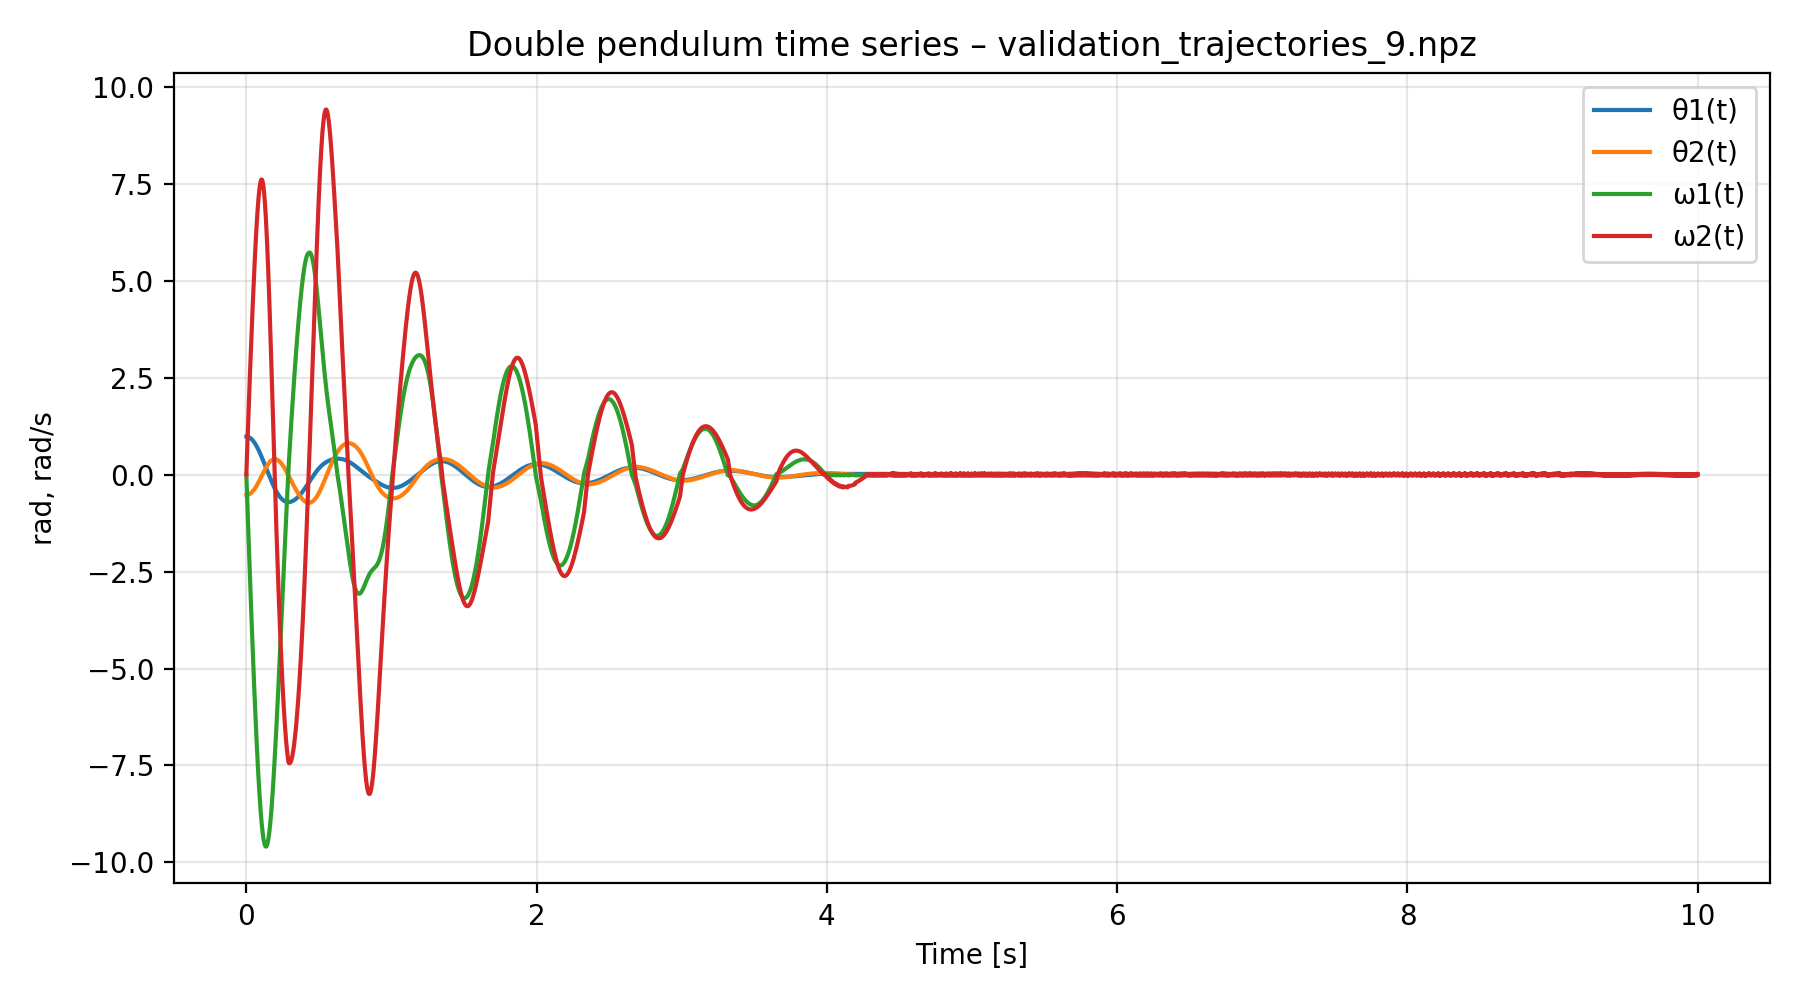 Double pendulum time series – validation_trajectories_9.npz
10.0
7.5
5.0
2.5
0.0
−2.5
−5.0
−7.5
−10.0
rad, rad/s
θ1(t)
θ2(t)
ω1(t)
ω2(t)
0 2 4 6 8 10
Time [s]